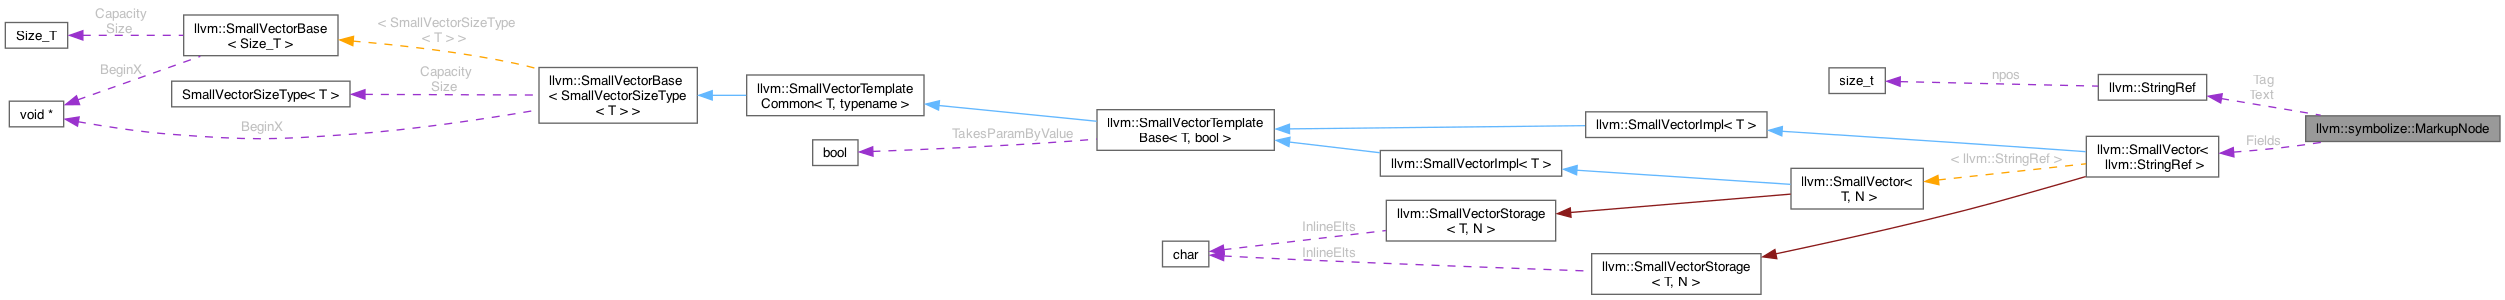 Size_T
Capacity
Size
llvm::SmallVectorBase
< Size_T >
< SmallVectorSizeType
< T > >
BeginX
void *
SmallVectorSizeType< T >
Capacity
Size
BeginX
llvm::SmallVectorBase
< SmallVectorSizeType
< T > >
llvm::SmallVectorTemplate
Common< T, typename >
bool
TakesParamByValue
llvm::SmallVectorTemplate
Base< T, bool >
llvm::SmallVectorImpl< T >
llvm::SmallVectorImpl< T >
char
InlineElts
InlineElts
llvm::SmallVectorStorage
< T, N >
llvm::SmallVectorStorage
< T, N >
llvm::SmallVector<
T, N >
< llvm::StringRef >
size_t
npos
llvm::StringRef
llvm::SmallVector<
llvm::StringRef >
Tag
Text
Fields
llvm::symbolize::MarkupNode